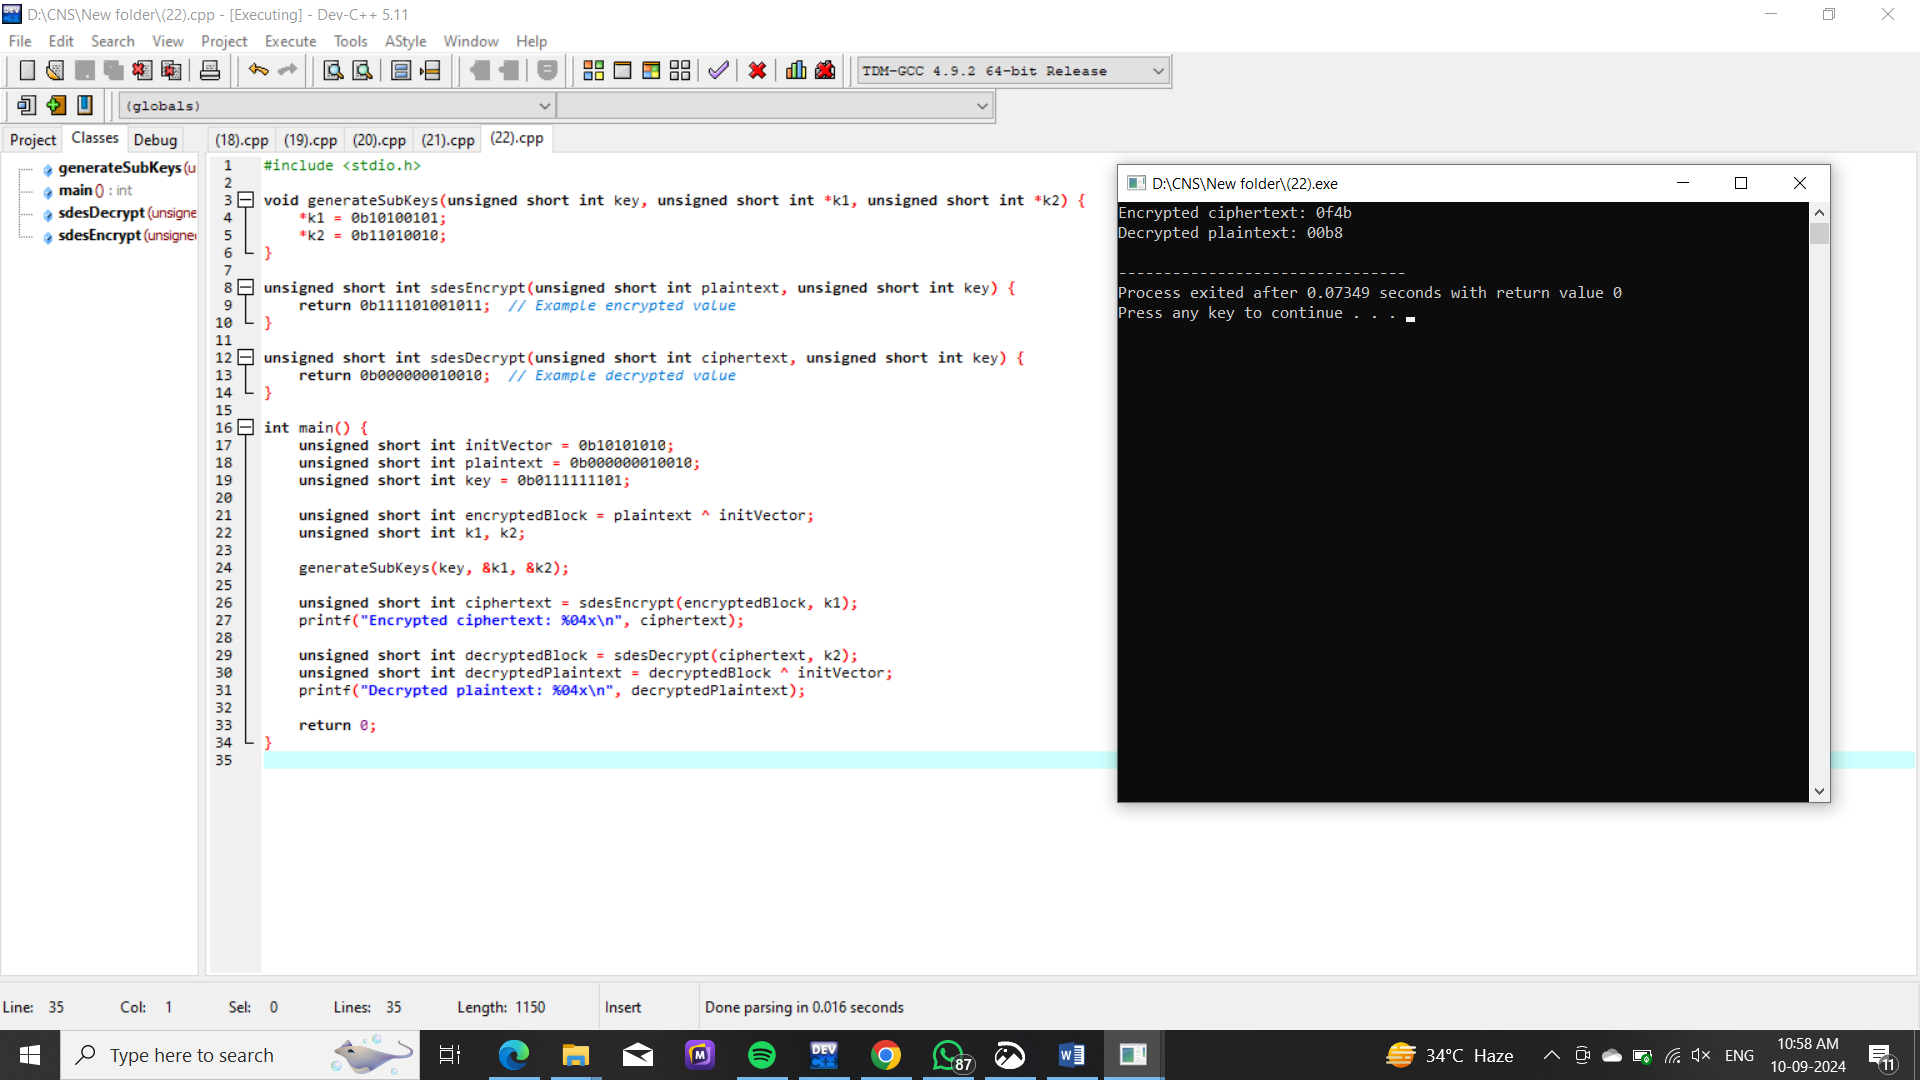 D:\CNS\New folder\(22).cpp - [Executing] - Dev-C++ 5.11
File Edit Search View Project Execute Tools AStyle Window Help
TDM-GCC 4.9.2 64-bit Release
(globals)
Project Classes Debug
(18).cpp (19).cpp (20).cpp (21).cpp (22).cpp
generateSubKeys (u
main () : int
sdesDecrypt (unsigne
sdesEncrypt (unsigne
1 #include <stdio.h>
2
3 void generateSubKeys(unsigned short int key, unsigned short int *k1, unsigned short int *k2) {
4 *k1 = 0b10100101;
5 *k2 = 0b11010010;
6 }
7
8 unsigned short int sdesEncrypt(unsigned short int plaintext, unsigned short int key) {
9 return 0b111101001011; // Example encrypted value
10 }
11
12 unsigned short int sdesDecrypt(unsigned short int ciphertext, unsigned short int key) {
13 return 0b000000010010; // Example decrypted value
14 }
15
16 int main() {
17 unsigned short int initVector = 0b10101010;
18 unsigned short int plaintext = 0b000000010010;
19 unsigned short int key = 0b0111111101;
20
21 unsigned short int encryptedBlock = plaintext ^ initVector;
22 unsigned short int k1, k2;
23
24 generateSubKeys(key, &k1, &k2);
25
26 unsigned short int ciphertext = sdesEncrypt(encryptedBlock, k1);
27 printf("Encrypted ciphertext: %04x\n", ciphertext);
28
29 unsigned short int decryptedBlock = sdesDecrypt(ciphertext, k2);
30 unsigned short int decryptedPlaintext = decryptedBlock ^ initVector;
31 printf("Decrypted plaintext: %04x\n", decryptedPlaintext);
32
33 return 0;
34 }
35
D:\CNS\New folder\(22).exe
Encrypted ciphertext: 0f4b
Decrypted plaintext: 00b8
--------------------------------
Process exited after 0.07349 seconds with return value 0
Press any key to continue . . .
Line: 35 Col: 1 Sel: 0 Lines: 35 Length: 1150 Insert Done parsing in 0.016 seconds
Type here to search
DEV
87
34°C Haze
ENG
10:58 AM
10-09-2024
11